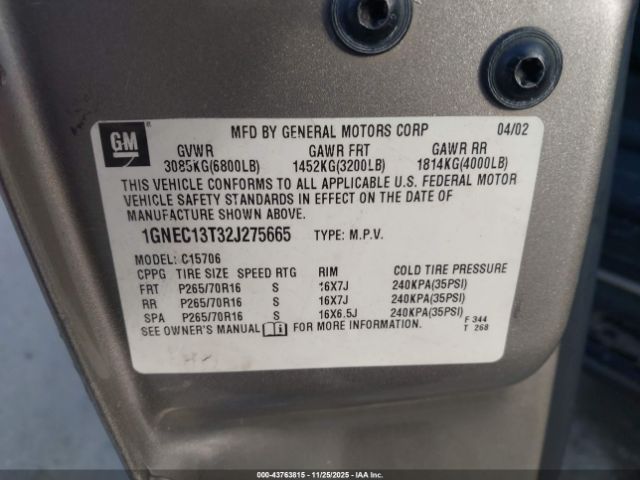 GM
MFD BY GENERAL MOTORS CORP 04/02
GVWR GAWR FRT GAWR RR
3085KG(6800LB) 1452KG(3200LB) 1814KG(4000LB)
THIS VEHICLE CONFORMS TO ALL APPLICABLE U.S. FEDERAL MOTOR
VEHICLE SAFETY STANDARDS IN EFFECT ON THE DATE OF
MANUFACTURE SHOWN ABOVE.
1GNEC13T32J275665 TYPE: M.P.V.
MODEL: C15706
CPPG TIRE SIZE SPEED RTG RIM COLD TIRE PRESSURE
FRT P265/70R16 S 16X7J 240KPA(35PSI)
RR P265/70R16 S 16X7J 240KPA(35PSI)
SPA P265/70R16 S 16X6.5J 240KPA(35PSI)
SEE OWNER'S MANUAL FOR MORE INFORMATION.
F 344
T 268
000-43763815 - 11/25/2025 - IAA Inc.